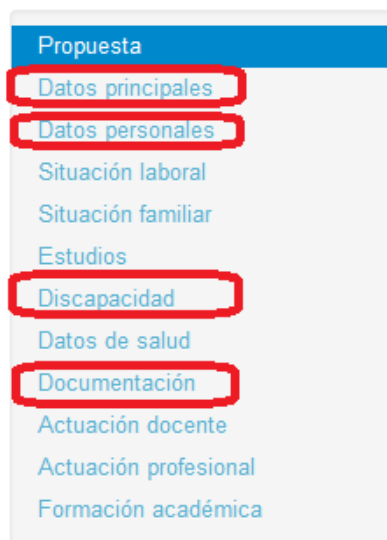 Propuesta
Datos principales
Datos personales
Situación laboral
Situación familiar
Estudios
Discapacidad
Datos de salud
Documentación
Actuación docente
Actuación profesional
Formación académica